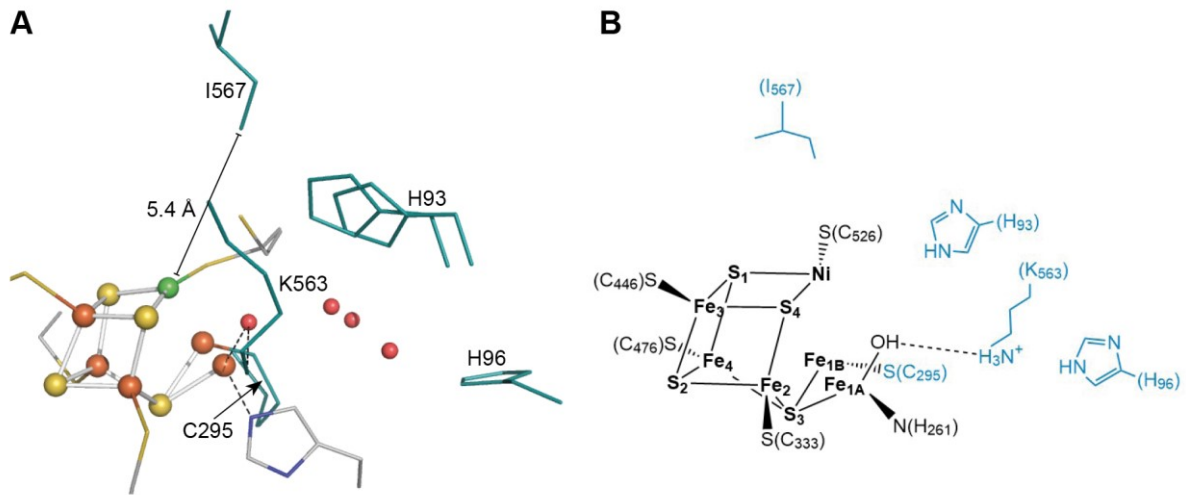 A
I567
5.4 Å
H93
K563
H96
C295
B
(I567)
S(C526)
N
HN
(H93)
(C446)S
S1
Ni
Fe3
S4
(K563)
(C476)S
Fe4
OH
H3N+
N
HN
(H96)
Fe1B
S(C295)
S2
Fe2
Fe1A
S3
N(H261)
S(C333)